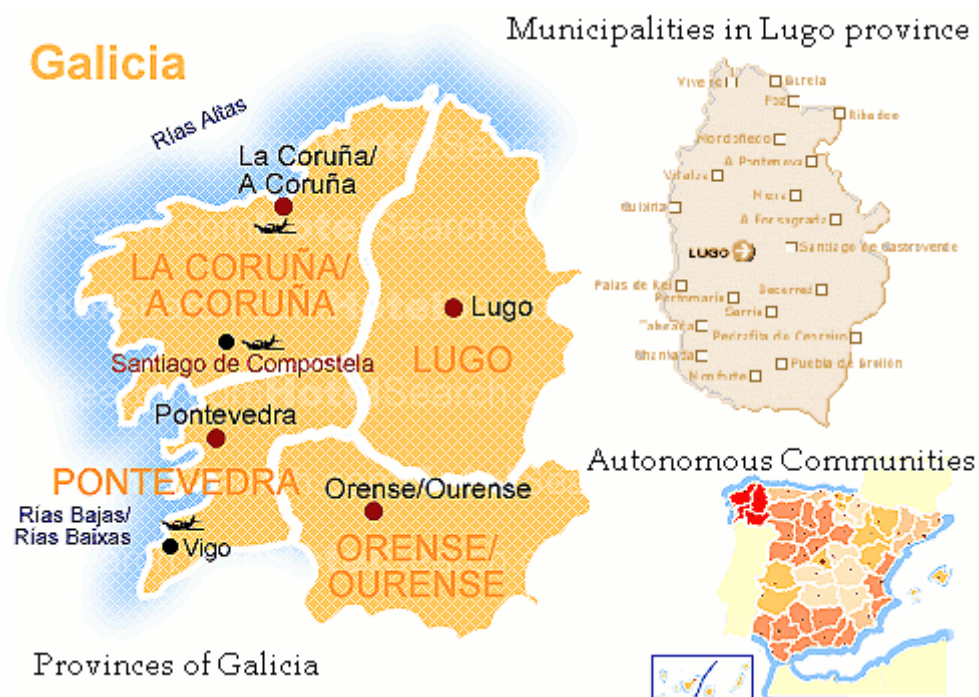 Galicia
Rías Altas
La Coruña/
A Coruña
LA CORUÑA/
A CORUÑA
Lugo
LUGO
Santiago de Compostela
Pontevedra
PONTEVEDRA
Rías Bajas/
Rías Baixas
Vigo
Orense/Ourense
ORENSE/
OURENSE
Provinces of Galicia
Municipalities in Lugo province
Burela
Foz
Ribadeo
Mondoñedo
A Pontenova
Meira
A Fonsagrada
LUGO
Santiago de Castroverde
Palas de Rei
Becerreá
Portomarín
Sarria
Taboada
Pedrafita do Cebreiro
Chantada
Puebla de Brollón
Monforte
Autonomous Communities